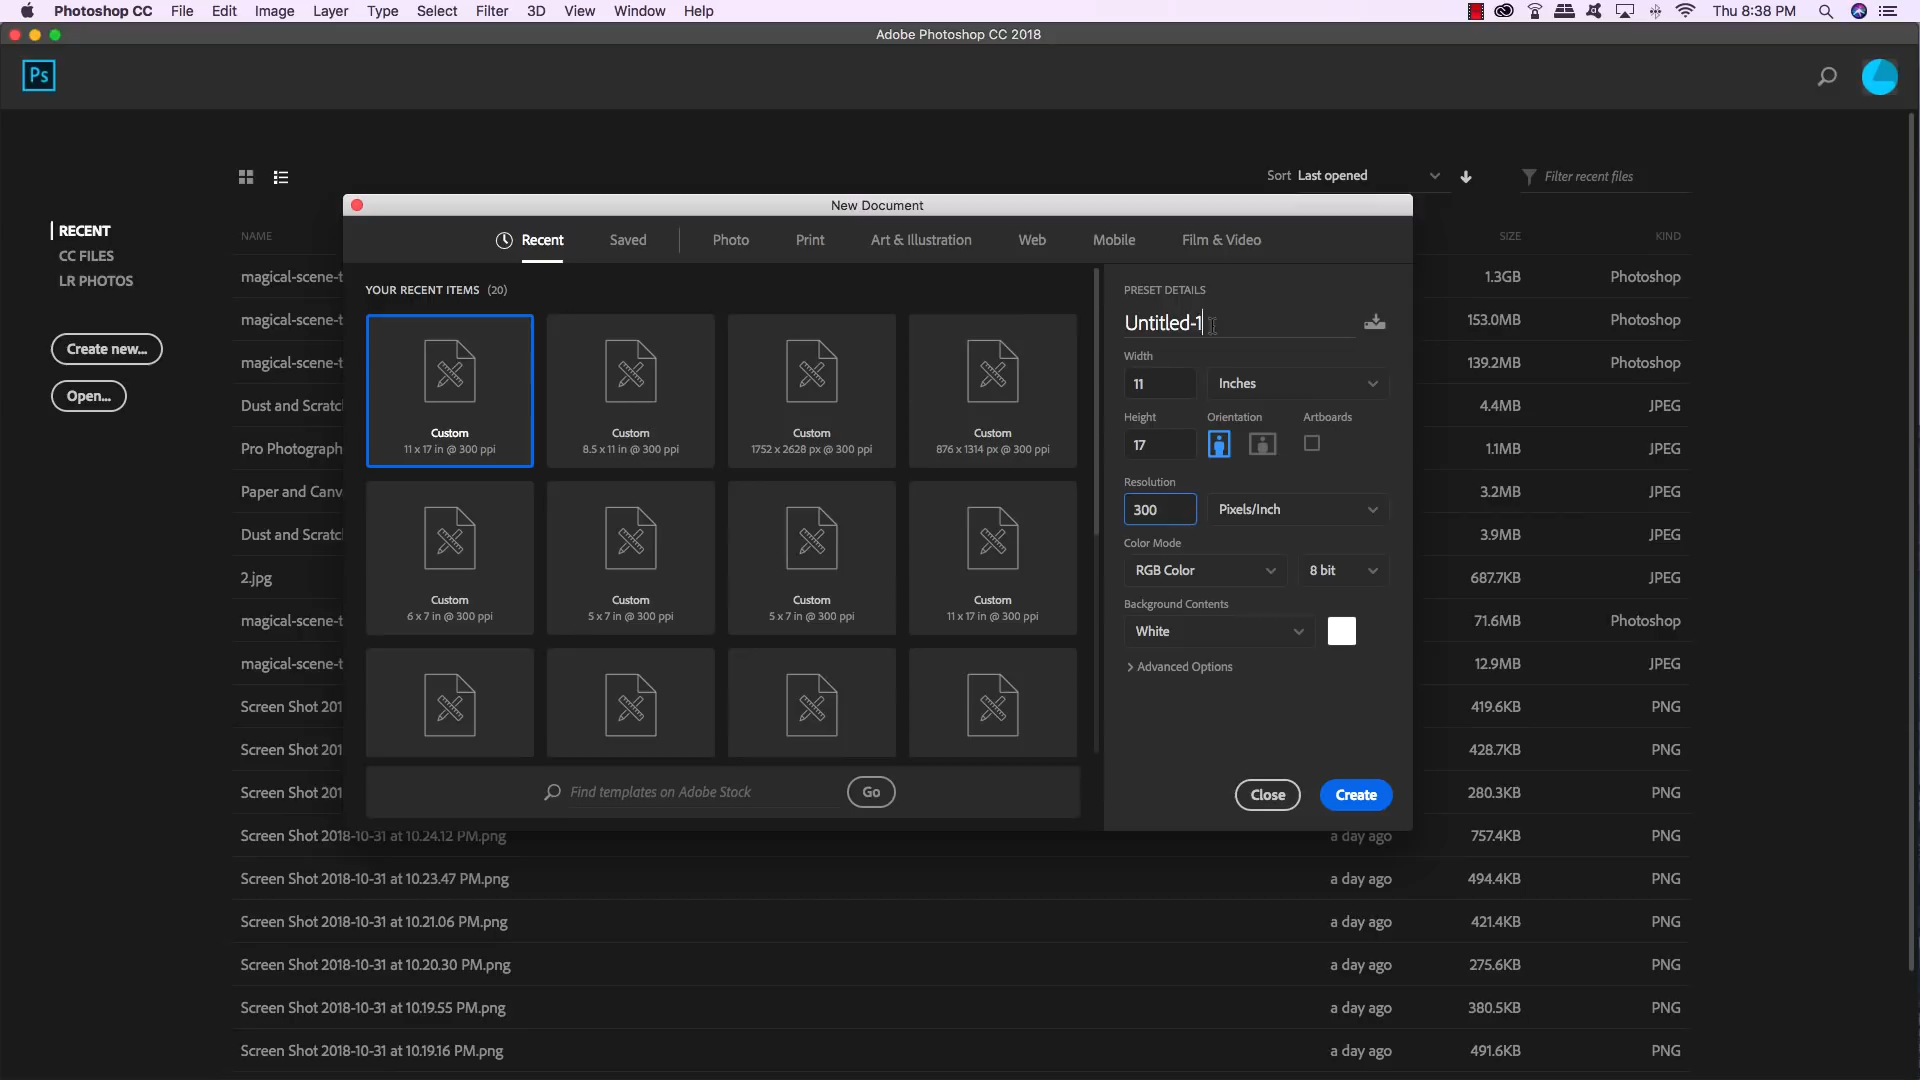 Photoshop CC File Edit Image Layer Type Select Filter 3D View Window Help Thu 8:38 PM
Adobe Photoshop CC 2018
Ps
Sort Last opened Filter recent files
New Document
RECENT
CC FILES
LR PHOTOS
Create new...
Open...
NAME SIZE KIND
Recent Saved Photo Print Art & Illustration Web Mobile Film & Video
YOUR RECENT ITEMS (20)
Custom
11 x 17 in @ 300 ppi
Custom
8.5 x 11 in @ 300 ppi
Custom
1752 x 2628 px @ 300 ppi
Custom
876 x 1314 px @ 300 ppi
Custom
6 x 7 in @ 300 ppi
Custom
5 x 7 in @ 300 ppi
Custom
5 x 7 in @ 300 ppi
Custom
11 x 17 in @ 300 ppi
Find templates on Adobe Stock Go
PRESET DETAILS
Untitled-1
Width
11 Inches
Height Orientation Artboards
17
Resolution
300 Pixels/Inch
Color Mode
RGB Color 8 bit
Background Contents
White
Advanced Options
Close Create
magical-scene-t 1.3GB Photoshop
magical-scene-t 153.0MB Photoshop
magical-scene-t 139.2MB Photoshop
Dust and Scratc 4.4MB JPEG
Pro Photograph 1.1MB JPEG
Paper and Canv 3.2MB JPEG
Dust and Scratc 3.9MB JPEG
2.jpg 687.7KB JPEG
magical-scene-t 71.6MB Photoshop
magical-scene-t 12.9MB JPEG
Screen Shot 201 419.6KB PNG
Screen Shot 201 428.7KB PNG
Screen Shot 201 280.3KB PNG
Screen Shot 2018-10-31 at 10.24.12 PM.png a day ago 757.4KB PNG
Screen Shot 2018-10-31 at 10.23.47 PM.png a day ago 494.4KB PNG
Screen Shot 2018-10-31 at 10.21.06 PM.png a day ago 421.4KB PNG
Screen Shot 2018-10-31 at 10.20.30 PM.png a day ago 275.6KB PNG
Screen Shot 2018-10-31 at 10.19.55 PM.png a day ago 380.5KB PNG
Screen Shot 2018-10-31 at 10.19.16 PM.png a day ago 491.6KB PNG